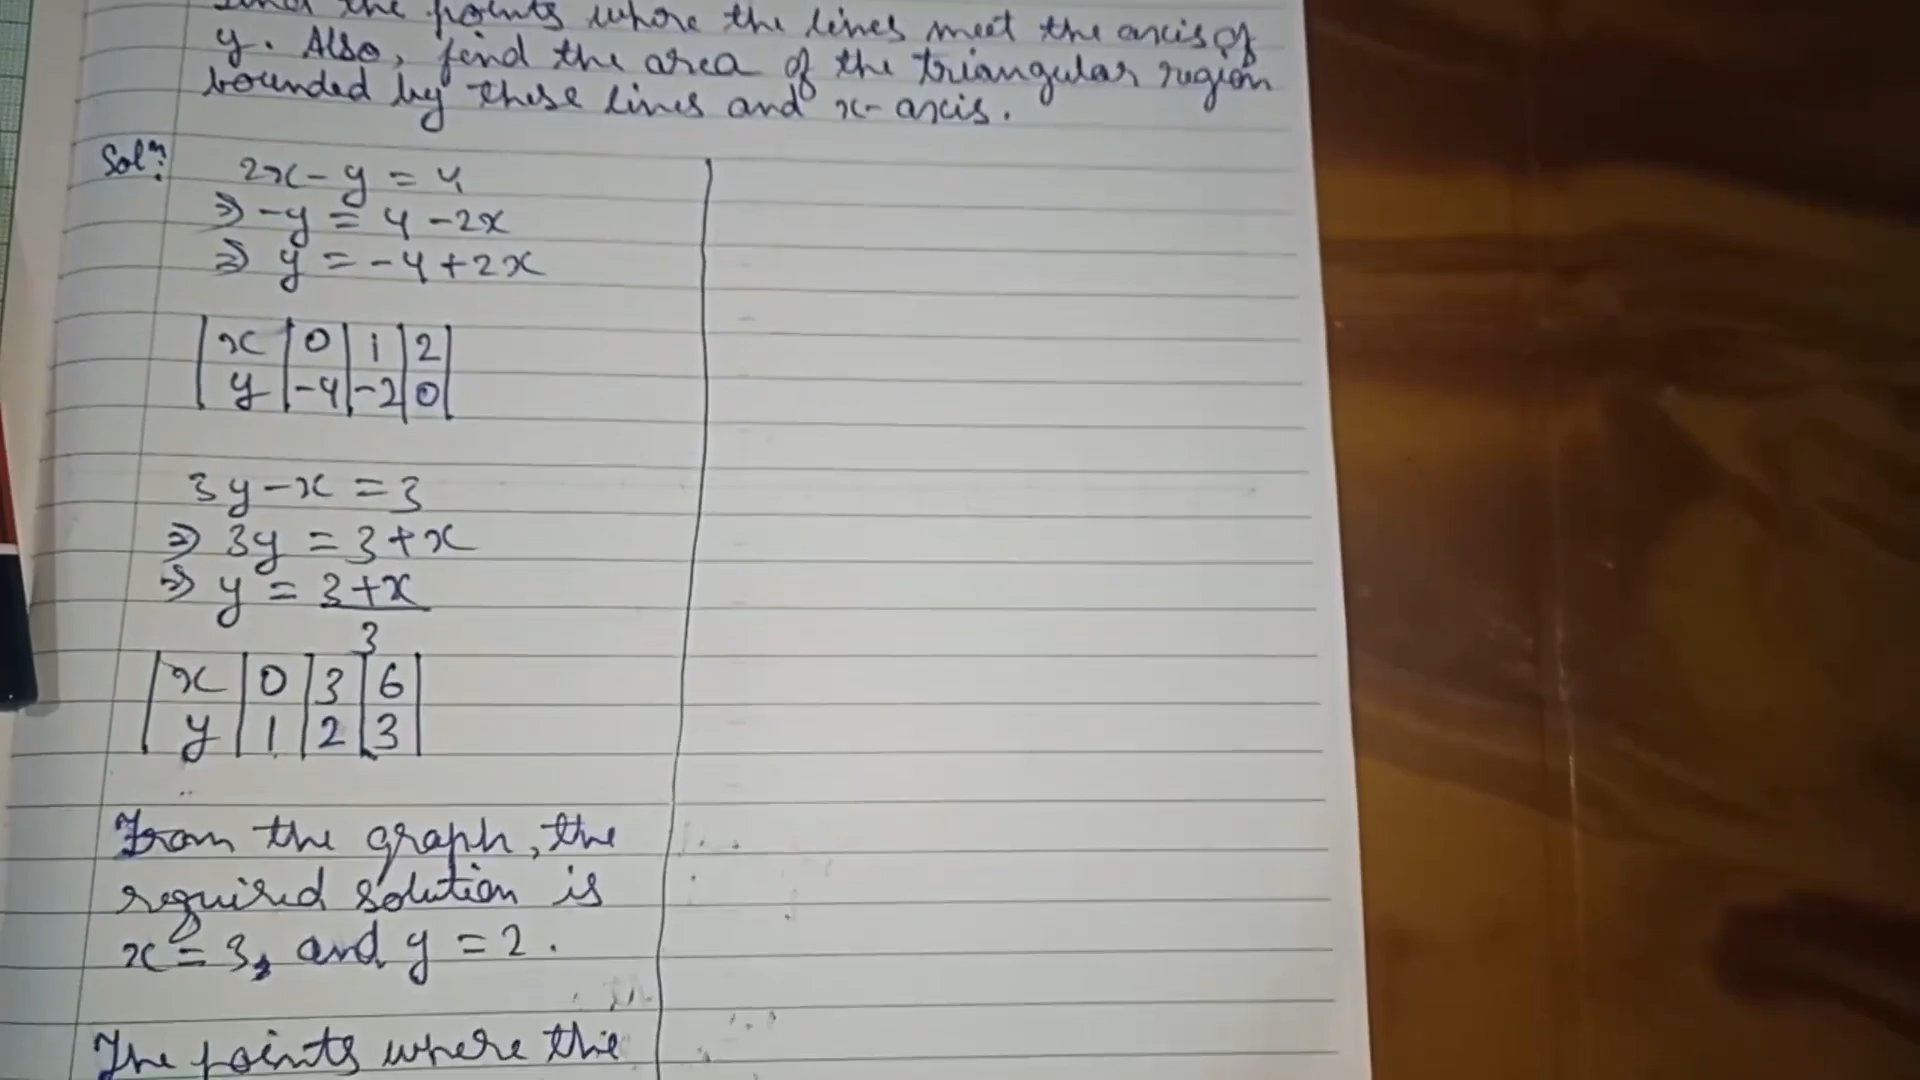 find the points where the lines meet the axis of
y. Also, find the area of the triangular region
bounded by these lines and x-axis.
Solⁿ:
2x - y = 4
⇒ -y = 4 - 2x
⇒ y = -4 + 2x
x | 0 | 1 | 2
y | -4 | -2 | 0
3y - x = 3
⇒ 3y = 3 + x
⇒ y = 3 + x
3
x | 0 | 3 | 6
y | 1 | 2 | 3
From the graph, the
required solution is
x = 3, and y = 2.
The points where the